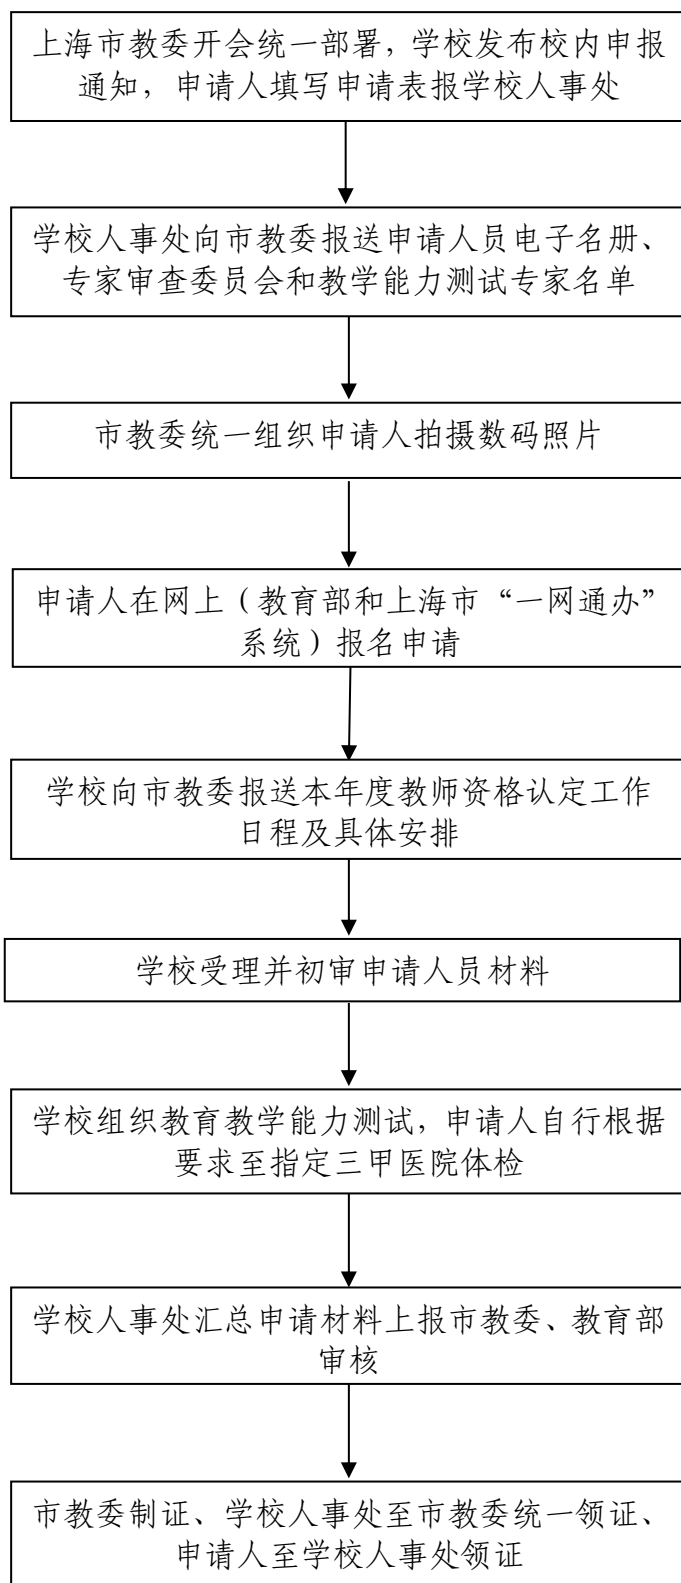 上海市教委开会统一部署，学校发布校内申报
通知，申请人填写申请表报学校人事处
学校人事处向市教委报送申请人员电子名册、
专家审查委员会和教学能力测试专家名单
市教委统一组织申请人拍摄数码照片
申请人在网上（教育部和上海市“一网通办”
系统）报名申请
学校向市教委报送本年度教师资格认定工作
日程及具体安排
学校受理并初审申请人员材料
学校组织教育教学能力测试，申请人自行根据
要求至指定三甲医院体检
学校人事处汇总申请材料上报市教委、教育部
审核
市教委制证、学校人事处至市教委统一领证、
申请人至学校人事处领证